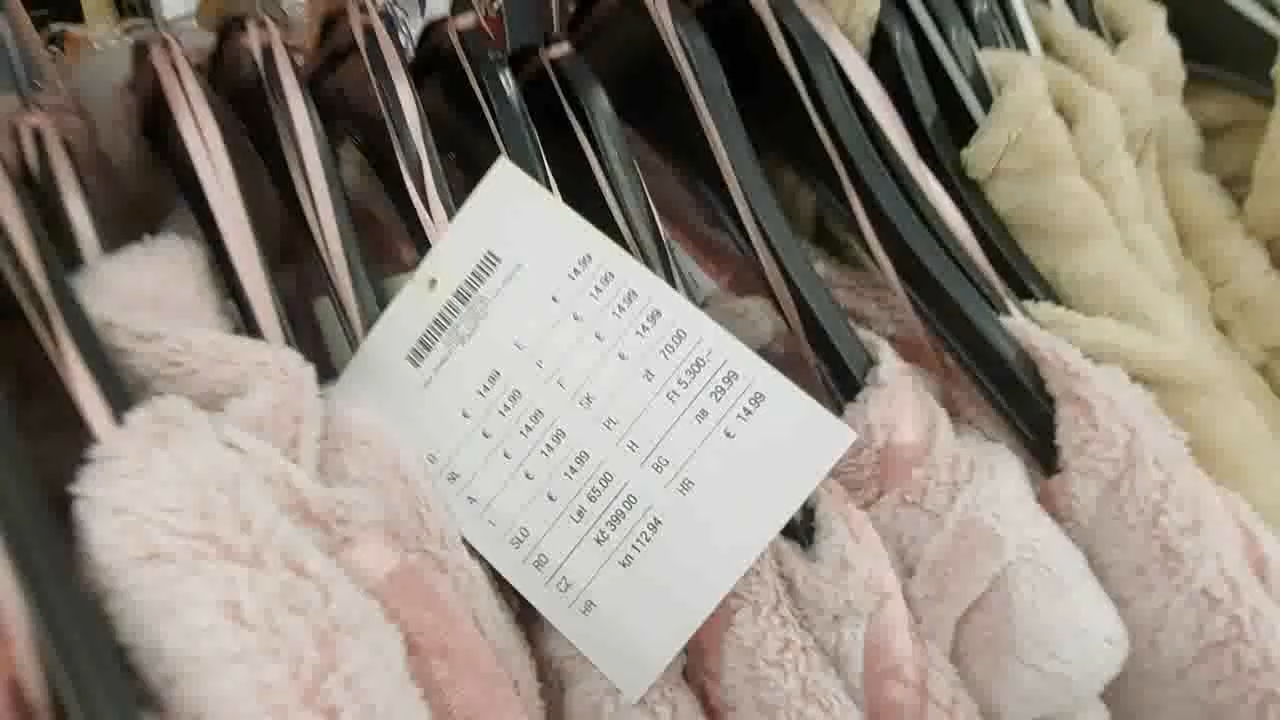 D € 14.99
NL € 14.99
A € 14.99
I € 14.99
SLO € 14.99
RO Lei 65.00
CZ Kč 399.00
HR kn 112.94
E € 14.99
P € 14.99
F € 14.99
SK € 14.99
PL zł 70.00
H Ft 5.300,–
BG лв 29.99
HR € 14.99